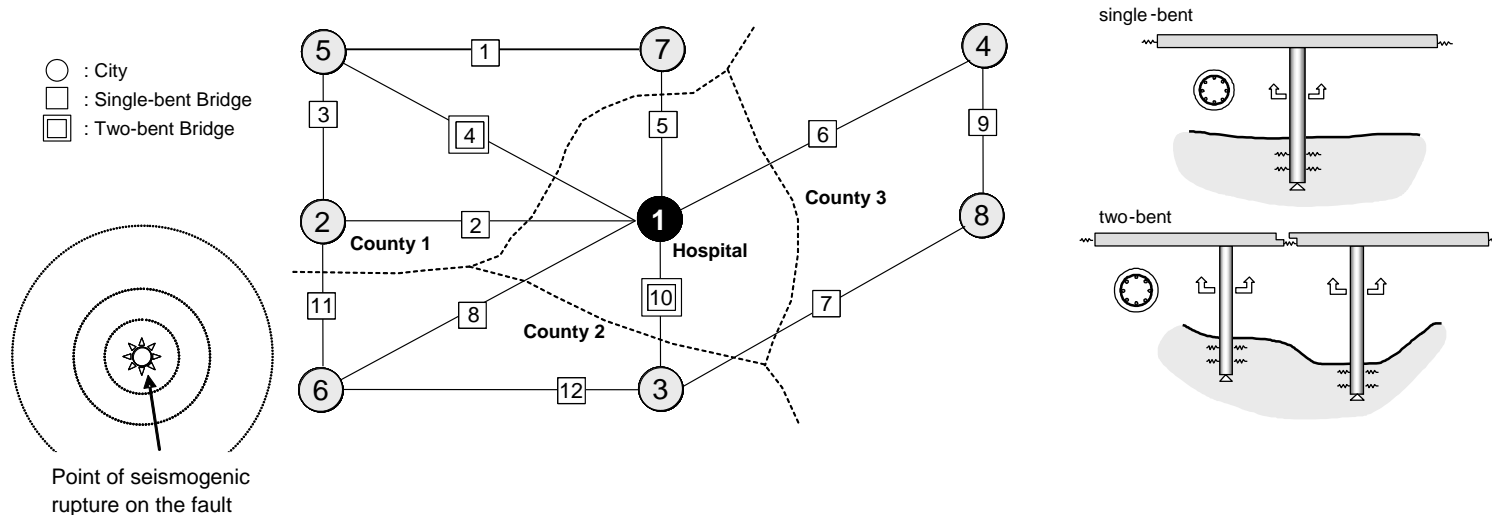 : City
: Single-bent Bridge
: Two-bent Bridge
5
1
7
4
3
4
5
6
9
2
2
County 1
1
Hospital
County 3
8
11
8
10
County 2
7
6
12
3
Point of seismogenic
rupture on the fault
single-bent
two-bent